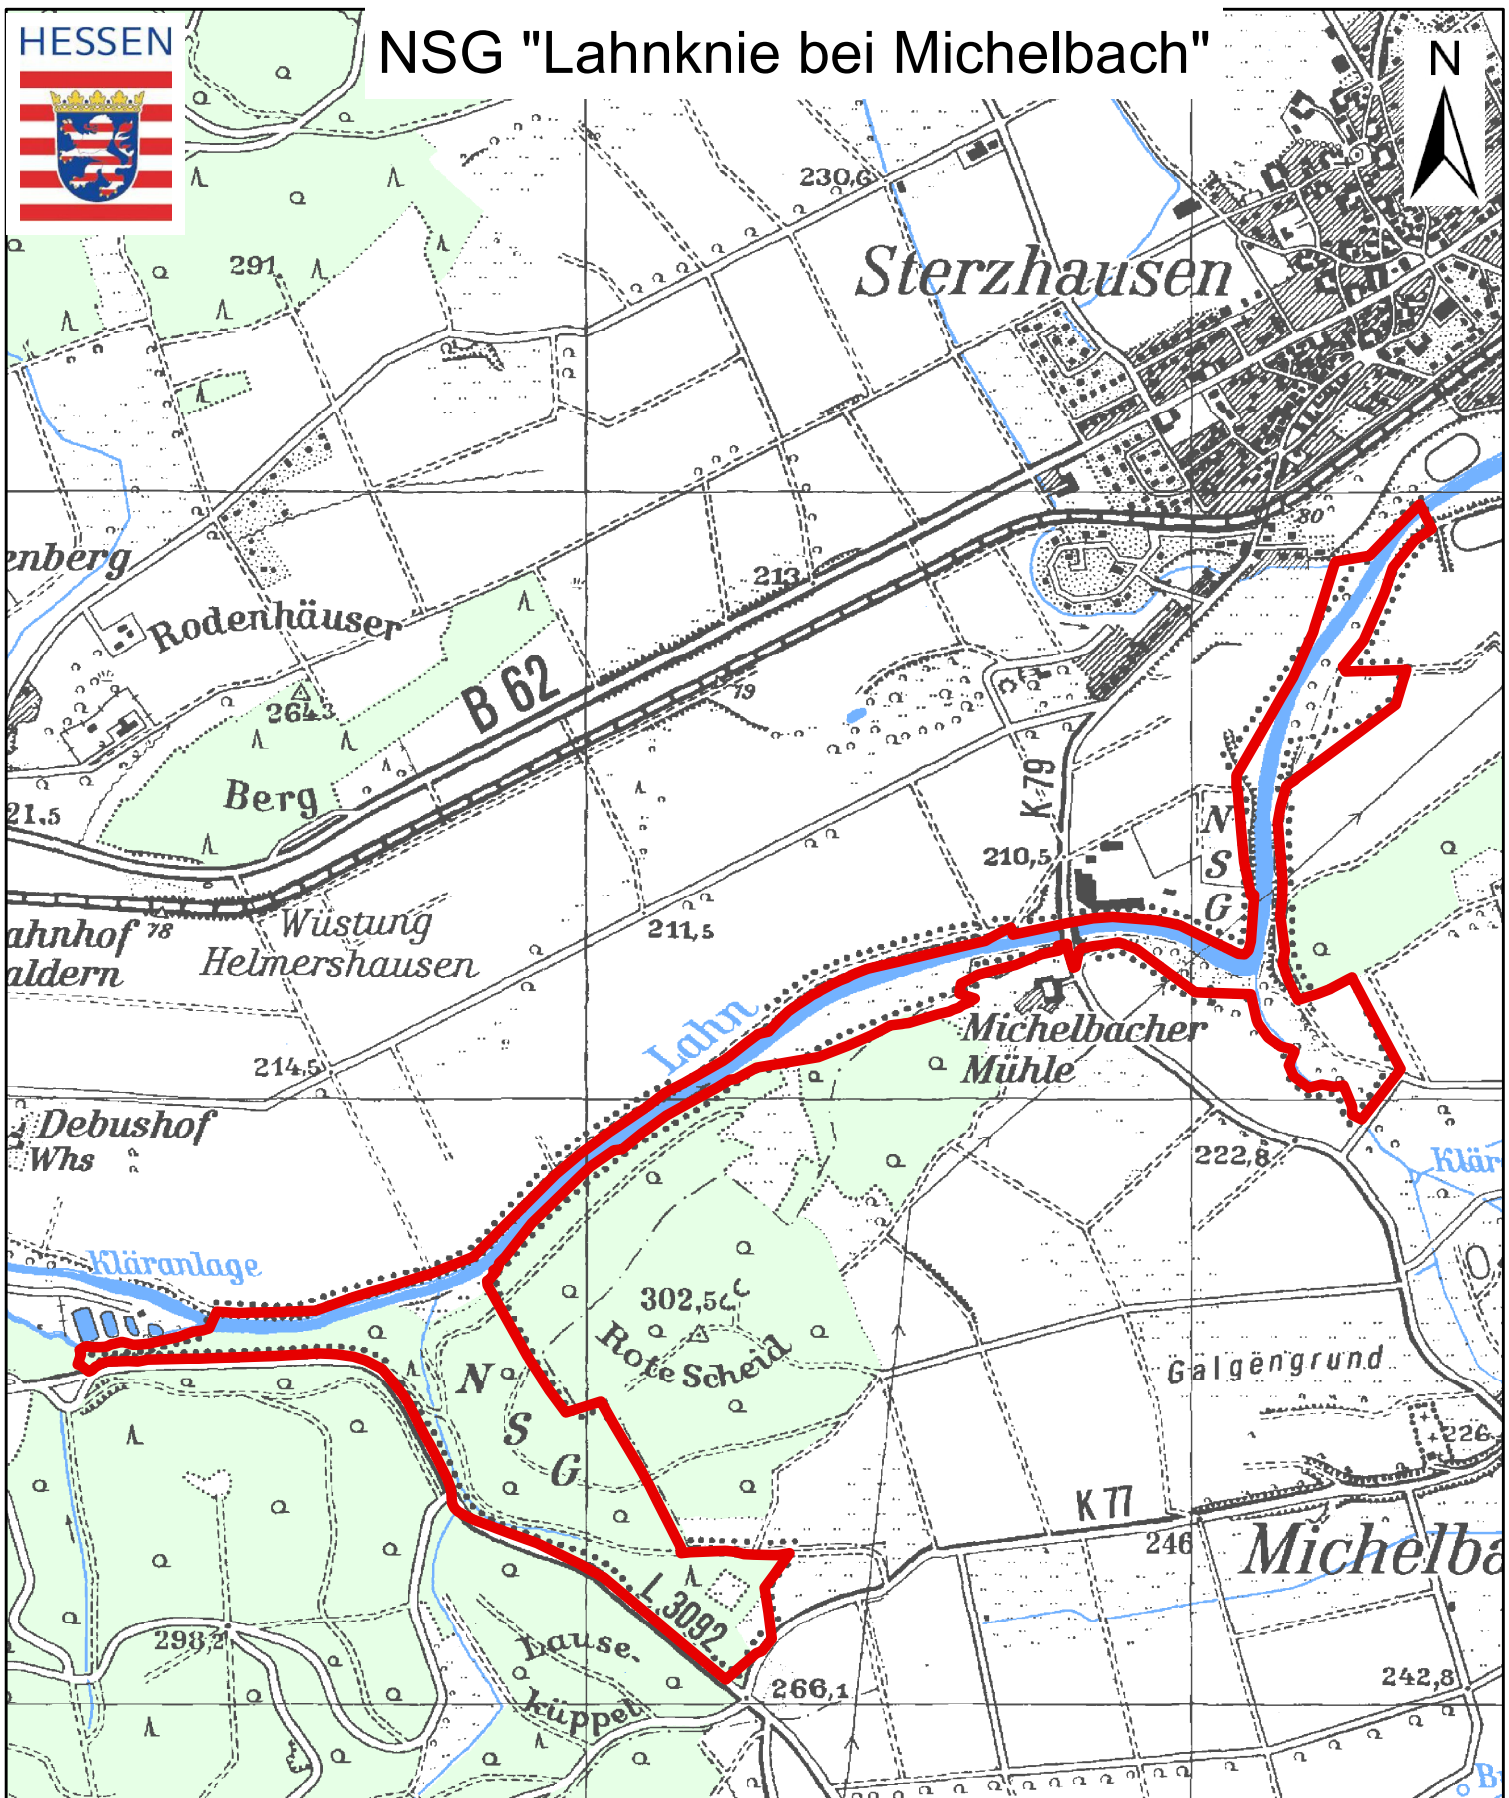 HESSEN
NSG "Lahnknie bei Michelbach"
N
230,6
291
Sterzhausen
enberg
Rodenhäuser
264,3
Berg
B 62
213
80
79
21.5
K 79
N
S
G
210,5
ahnhof 78
aldern
Wüstung
Helmershausen
211,5
Lahn
214,5
Michelbacher
Mühle
Debushof
Whs
222,8
Klär
Kläranlage
302,5
Rote Scheid
N
S
G
Galgengrund
226
K 77
246
Michelba
L 3092
298,2
Lause-
küppel
266,1
242,8
B